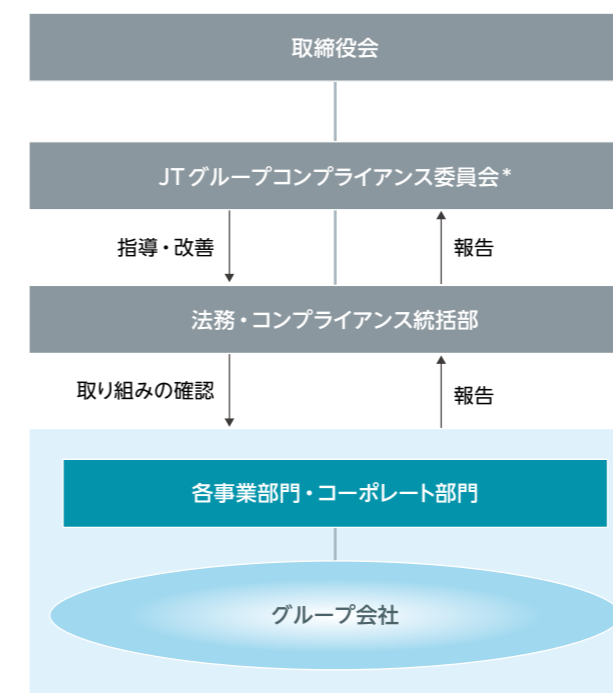 取締役会
JTグループコンプライアンス委員会*
指導・改善
報告
法務・コンプライアンス統括部
取り組みの確認
報告
各事業部門・コーポレート部門
グループ会社